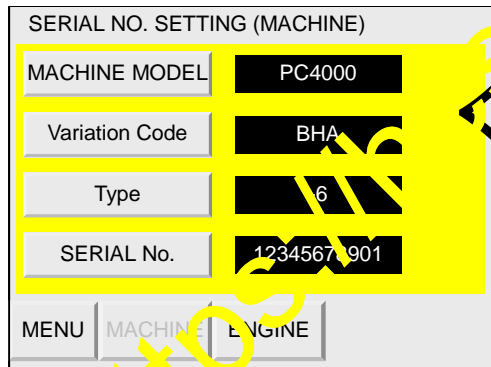 SERIAL NO. SETTING (MACHINE)
MACHINE MODEL PC4000
Variation Code BHA
Type -6
SERIAL No. 12345678901
MENU MACHINE ENGINE